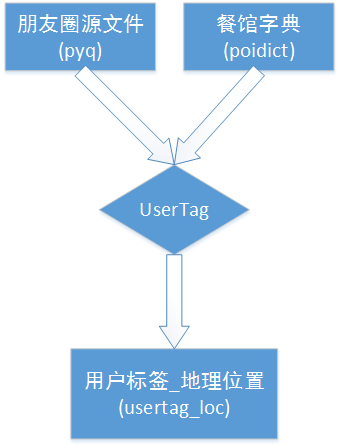 朋友圈源文件
(pyq)
餐馆字典
(poidict)
UserTag
用户标签_地理位置
(usertag_loc)